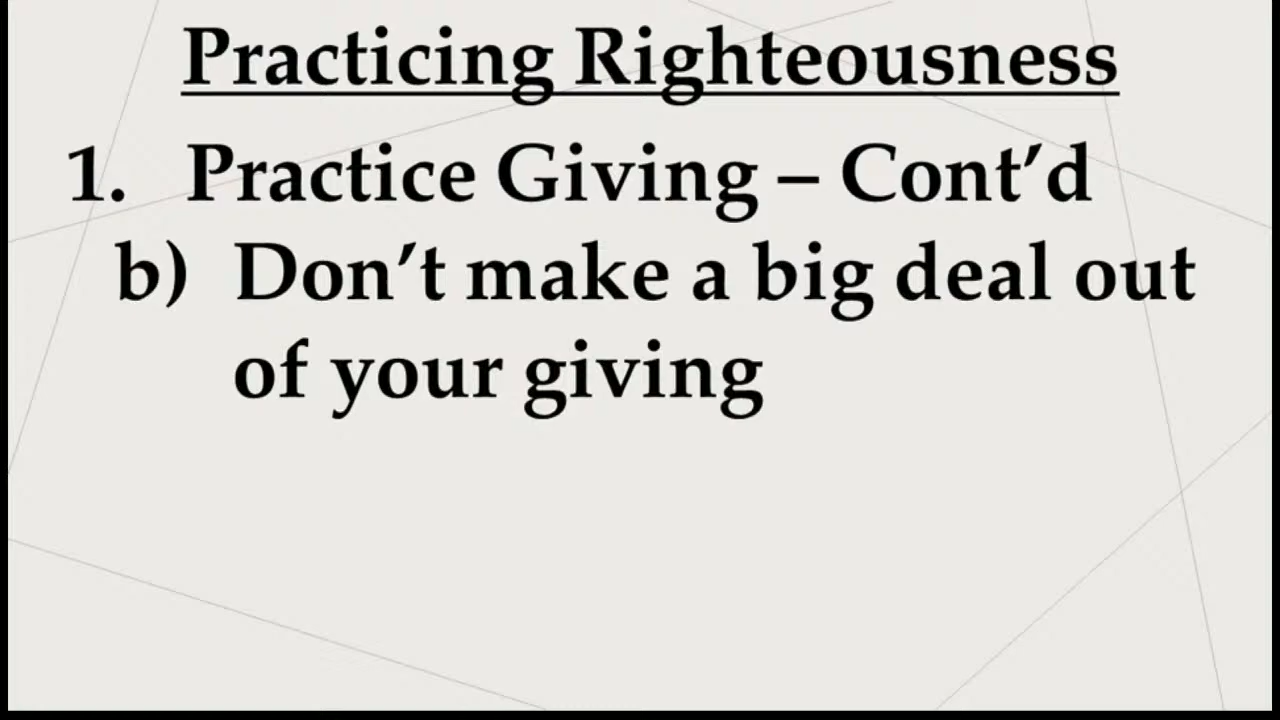 Practicing Righteousness
1. Practice Giving – Cont’d
b) Don’t make a big deal out
of your giving